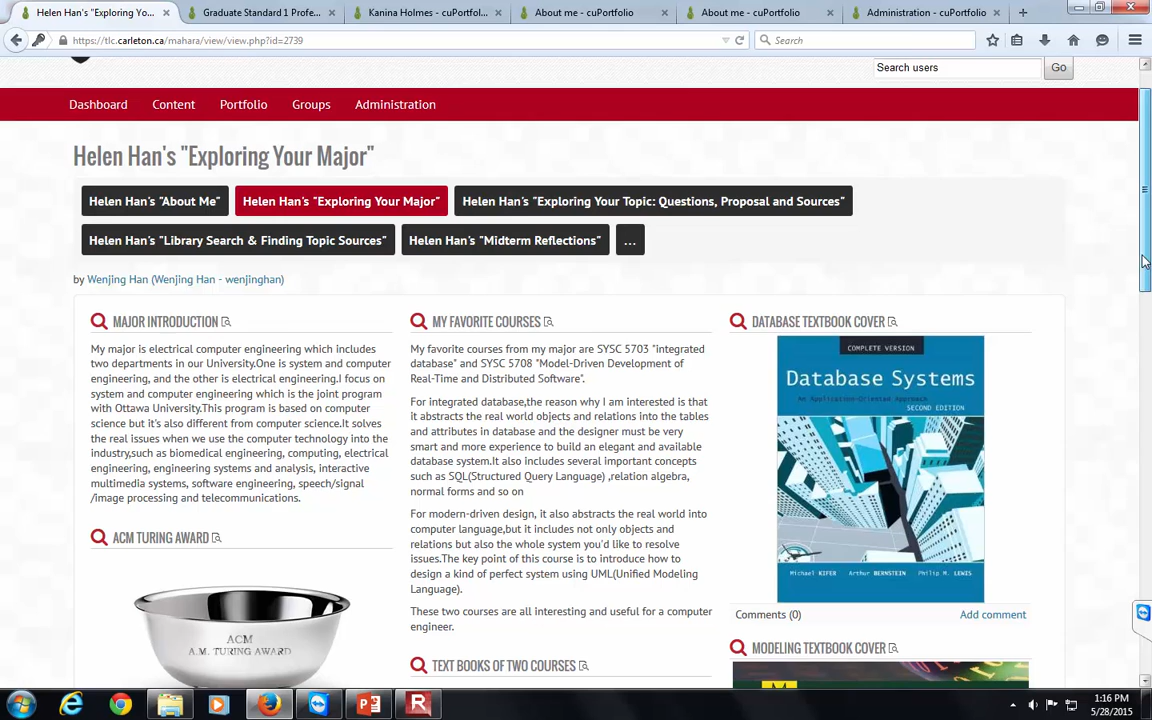 Helen Han's "Exploring Yo...
Graduate Standard 1 Profe...
Kanina Holmes - cuPortfol...
About me - cuPortfolio
About me - cuPortfolio
Administration - cuPortfolio
https://tlc.carleton.ca/mahara/view/view.php?id=2739
Search
Search users
Go
Dashboard Content Portfolio Groups Administration
Helen Han's "Exploring Your Major"
Helen Han's "About Me" Helen Han's "Exploring Your Major" Helen Han's "Exploring Your Topic: Questions, Proposal and Sources"
Helen Han's "Library Search & Finding Topic Sources" Helen Han's "Midterm Reflections" ...
by Wenjing Han (Wenjing Han - wenjinghan)
MAJOR INTRODUCTION
My major is electrical computer engineering which includes
two departments in our University.One is system and computer
engineering, and the other is electrical engineering.I focus on
system and computer engineering which is the joint program
with Ottawa University.This program is based on computer
science but it's also different from computer science.It solves
the real issues when we use the computer technology into the
industry,such as biomedical engineering, computing, electrical
engineering, engineering systems and analysis, interactive
multimedia systems, software engineering, speech/signal
/image processing and telecommunications.
ACM TURING AWARD
ACM
A.M. TURING AWARD
MY FAVORITE COURSES
My favorite courses from my major are SYSC 5703 "integrated
database" and SYSC 5708 "Model-Driven Development of
Real-Time and Distributed Software".
For integrated database,the reason why I am interested is that
it abstracts the real world objects and relations into the tables
and attributes in database and the designer must be very
smart and more experience to build an elegant and available
database system.It also includes several important concepts
such as SQL(Structured Query Language) ,relation algebra,
normal forms and so on
For modern-driven design, it also abstracts the real world into
computer language,but it includes not only objects and
relations but also the whole system you'd like to resolve
issues.The key point of this course is to introduce how to
design a kind of perfect system using UML(Unified Modeling
Language).
These two courses are all interesting and useful for a computer
engineer.
TEXT BOOKS OF TWO COURSES
DATABASE TEXTBOOK COVER
COMPLETE VERSION
Database Systems
An Application-Oriented Approach
SECOND EDITION
Michael KIFER Arthur BERNSTEIN Philip M. LEWIS
Comments (0)
Add comment
MODELING TEXTBOOK COVER
1:16 PM
5/28/2015